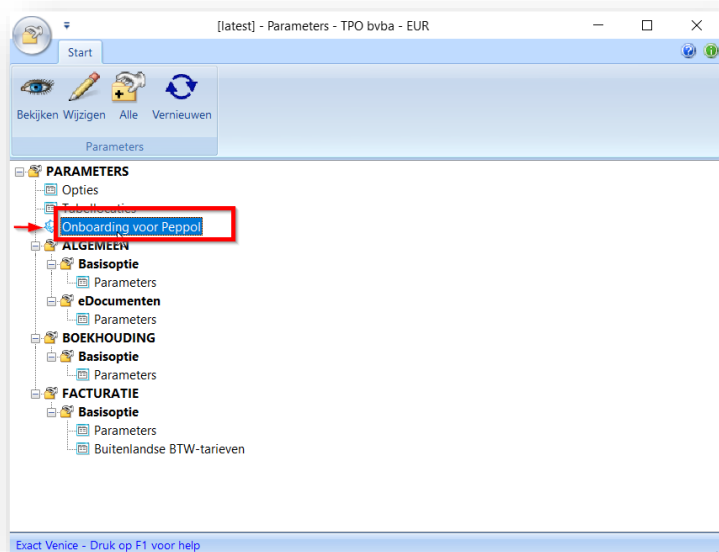 [latest] - Parameters - TPO bvba - EUR
Start
Bekijken Wijzigen Alle Vernieuwen
Parameters
PARAMETERS
Opties
Tabellocaties
Onboarding voor Peppol
ALGEMEEN
Basisoptie
Parameters
eDocumenten
Parameters
BOEKHOUDING
Basisoptie
Parameters
FACTURATIE
Basisoptie
Parameters
Buitenlandse BTW-tarieven
Exact Venice - Druk op F1 voor help